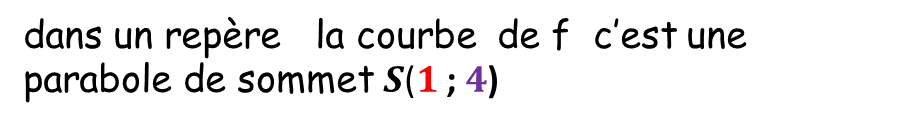 dans un repère la courbe de f c’est une
parabole de sommet S(1 ; 4)